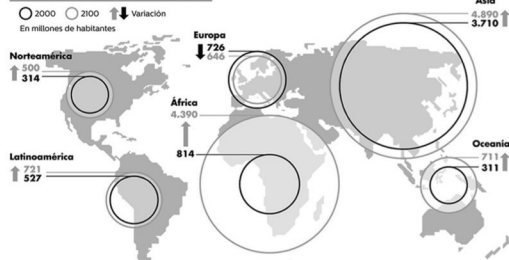 2000 2100 Variación
En millones de habitantes
Norteamérica
500
314
Latinoamérica
721
527
Europa
726
646
África
4.390
814
Asia
4.890
3.710
Oceanía
711
311